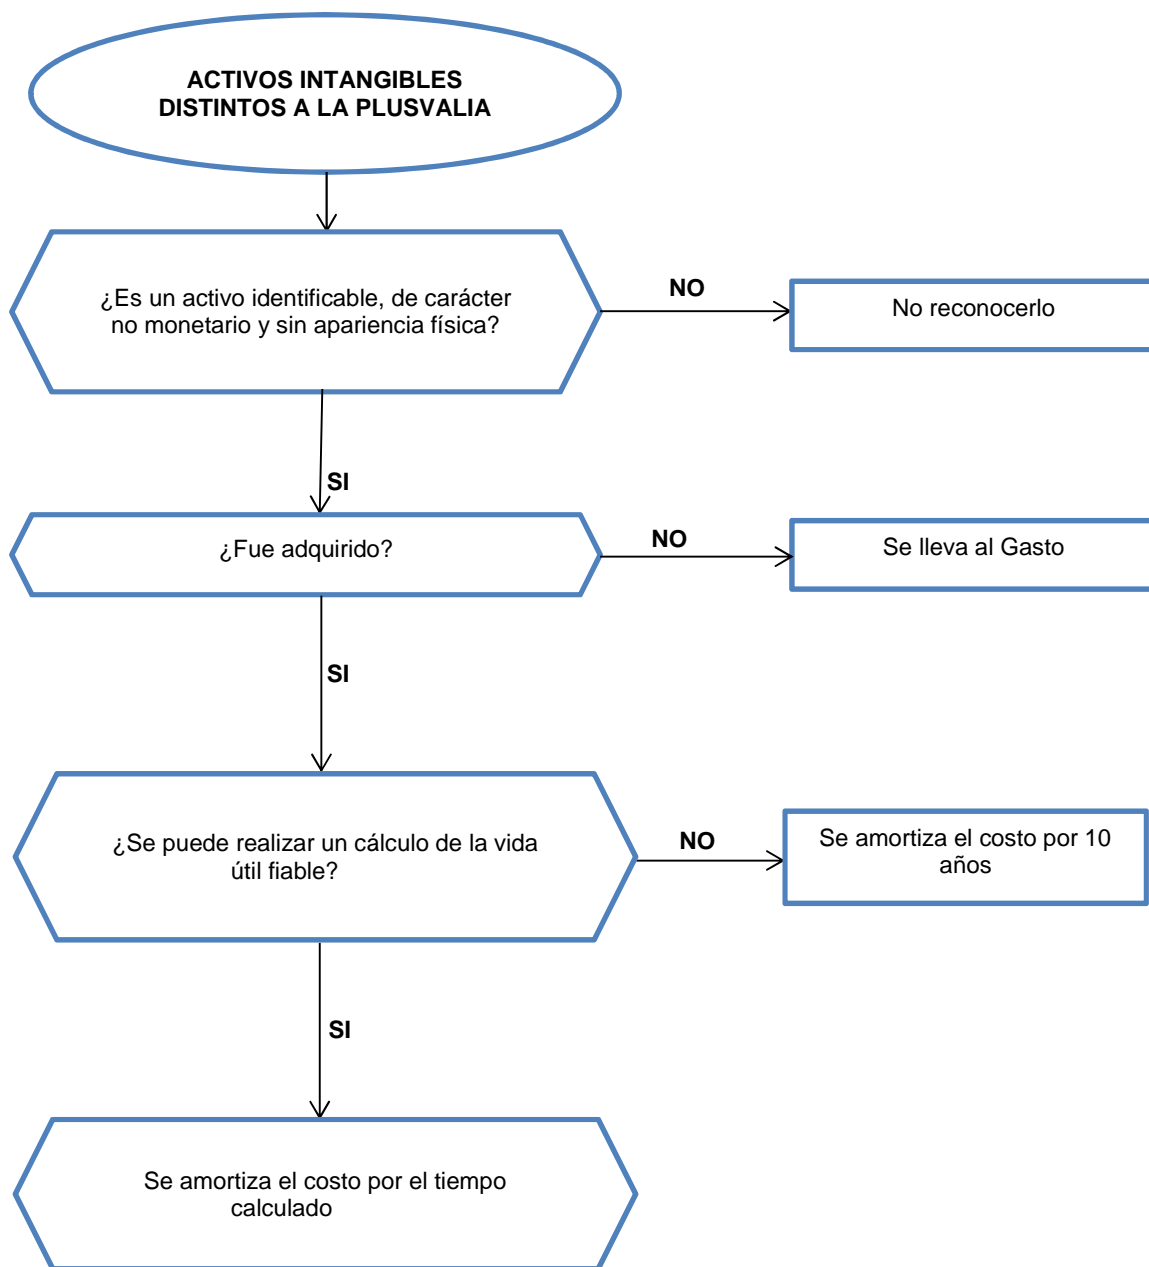 ACTIVOS INTANGIBLES
DISTINTOS A LA PLUSVALIA
¿Es un activo identificable, de carácter
no monetario y sin apariencia física?
NO
No reconocerlo
SI
¿Fue adquirido?
NO
Se lleva al Gasto
SI
¿Se puede realizar un cálculo de la vida
útil fiable?
NO
Se amortiza el costo por 10
años
SI
Se amortiza el costo por el tiempo
calculado